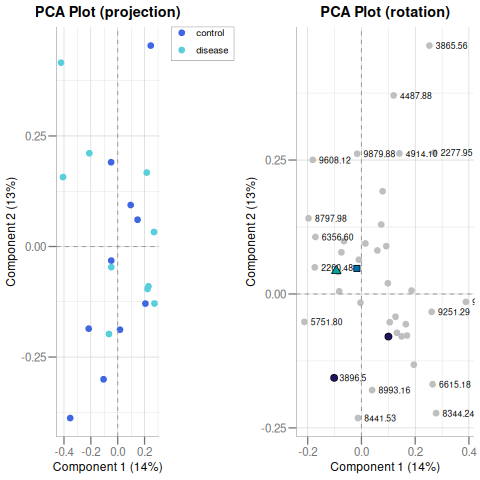 PCA Plot (projection)
control
disease
0.25
0.00
-0.25
-0.4 -0.2 0.0 0.2
Component 1 (14%)
Component 2 (13%)
PCA Plot (rotation)
3865.56
4487.88
9879.88
2277.95
9608.12
8797.98
6356.60
9251.29
5751.80
3896.5
8993.16
6615.18
8441.53
8344.24
0.25
0.00
-0.25
-0.2 0.0 0.2 0.4
Component 1 (14%)
Component 2 (13%)